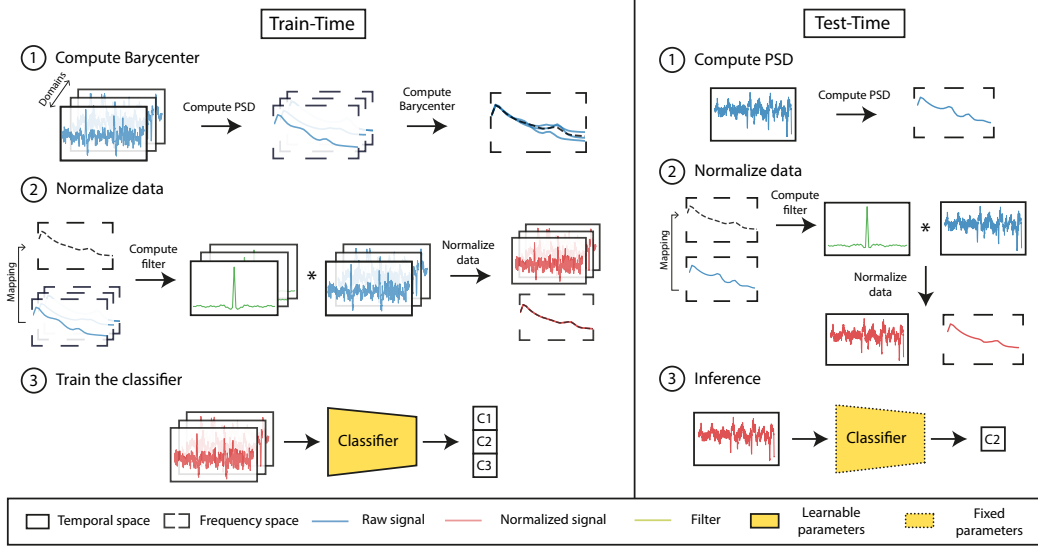 Train-Time
1 Compute Barycenter
Domains
Compute PSD
Compute
Barycenter
2 Normalize data
Mapping
Compute
filter
*
Normalize
data
3 Train the classifier
Classifier
C1
C2
C3
Test-Time
1 Compute PSD
Compute PSD
2 Normalize data
Mapping
Compute
filter
*
Normalize
data
3 Inference
Classifier
C2
Temporal space
Frequency space
Raw signal
Normalized signal
Filter
Learnable
parameters
Fixed
parameters